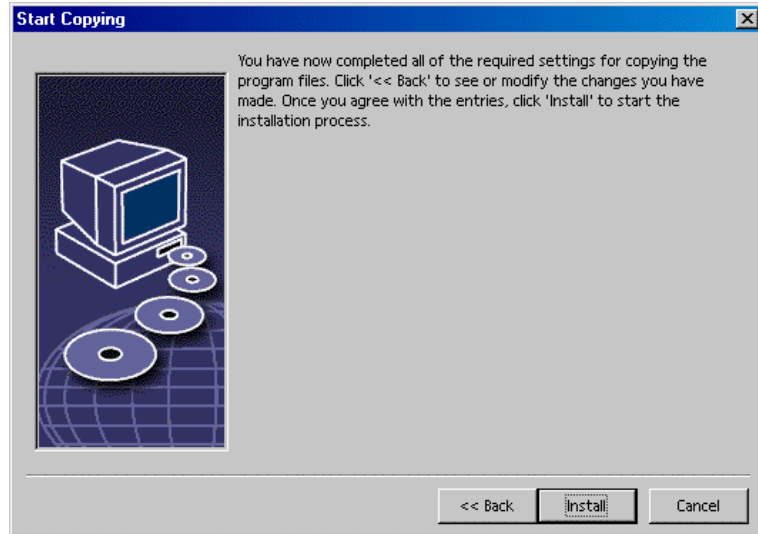 Start Copying
You have now completed all of the required settings for copying the
program files. Click '<< Back' to see or modify the changes you have
made. Once you agree with the entries, click 'Install' to start the
installation process.
<< Back
Install
Cancel